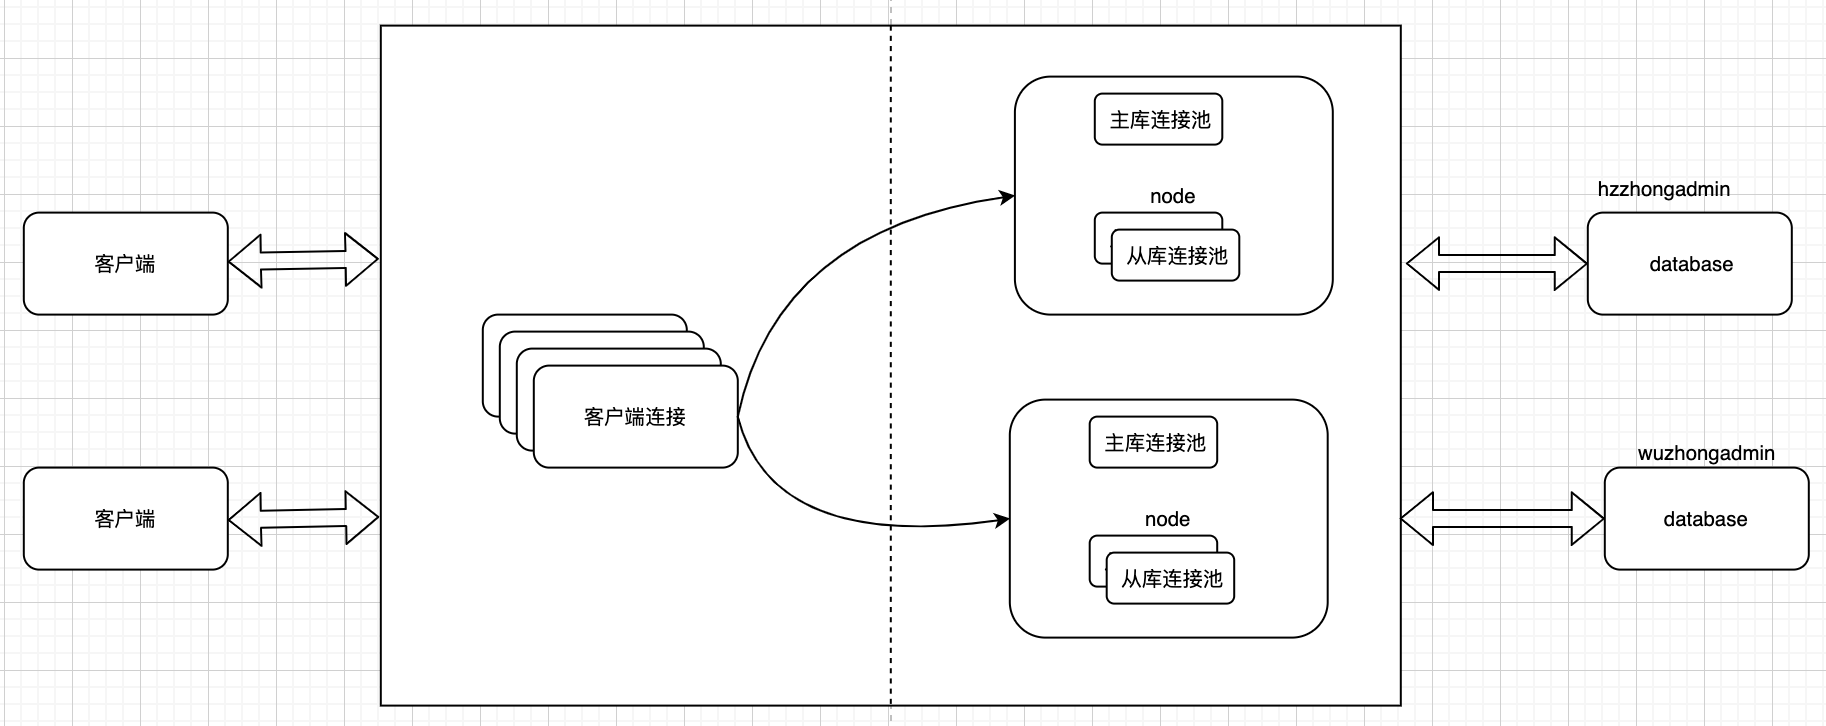 客户端
客户端
客户端连接
主库连接池
node
从库连接池
主库连接池
node
从库连接池
hzzhongadmin
database
wuzhongadmin
database